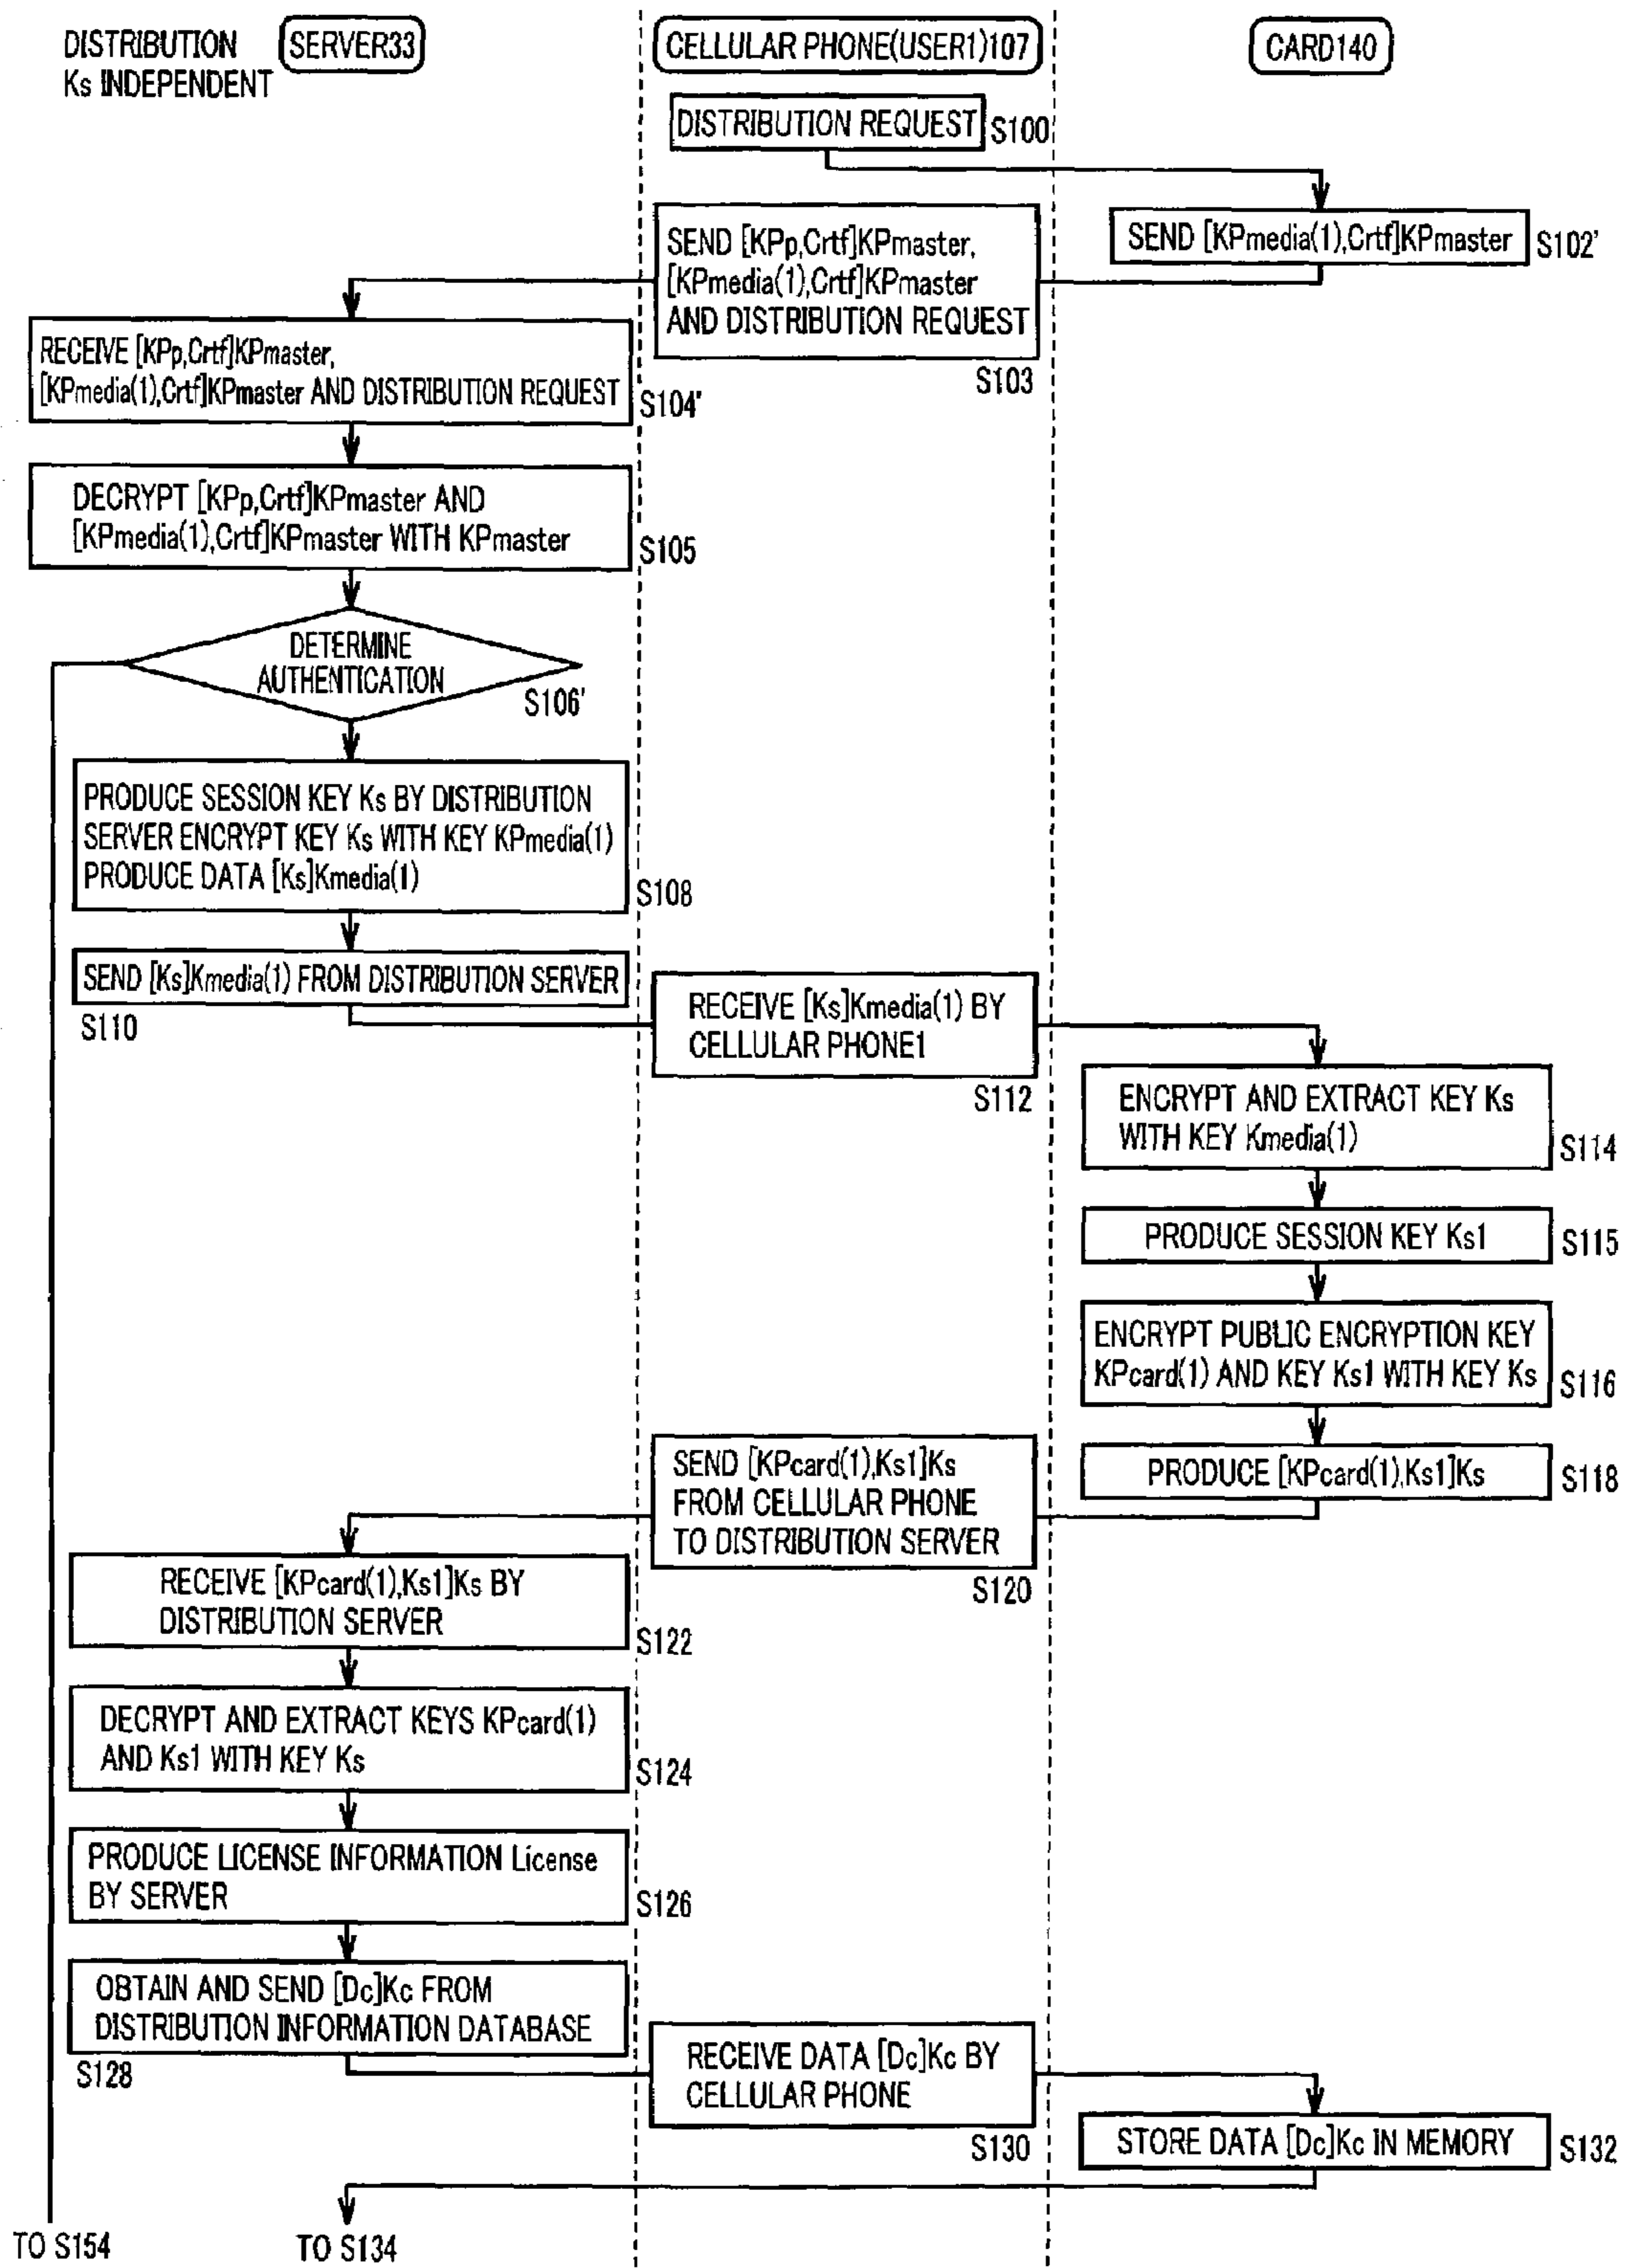 DISTRIBUTION
Ks INDEPENDENT
SERVER33
CELLULAR PHONE(USER1)107
CARD140
DISTRIBUTION REQUEST
S100
SEND [KPmedia(1),Crtf]KPmaster
S102'
SEND [KPp,Crtf]KPmaster,
[KPmedia(1),Crtf]KPmaster
AND DISTRIBUTION REQUEST
S103
RECEIVE [KPp,Crtf]KPmaster,
[KPmedia(1),Crtf]KPmaster AND DISTRIBUTION REQUEST
S104'
DECRYPT [KPp,Crtf]KPmaster AND
[KPmedia(1),Crtf]KPmaster WITH KPmaster
S105
DETERMINE
AUTHENTICATION
S106'
PRODUCE SESSION KEY Ks BY DISTRIBUTION
SERVER ENCRYPT KEY Ks WITH KEY KPmedia(1)
PRODUCE DATA [Ks]Kmedia(1)
S108
SEND [Ks]Kmedia(1) FROM DISTRIBUTION SERVER
S110
RECEIVE [Ks]Kmedia(1) BY
CELLULAR PHONE1
S112
ENCRYPT AND EXTRACT KEY Ks
WITH KEY Kmedia(1)
S114
PRODUCE SESSION KEY Ks1
S115
ENCRYPT PUBLIC ENCRYPTION KEY
KPcard(1) AND KEY Ks1 WITH KEY Ks
S116
PRODUCE [KPcard(1),Ks1]Ks
S118
SEND [KPcard(1),Ks1]Ks
FROM CELLULAR PHONE
TO DISTRIBUTION SERVER
S120
RECEIVE [KPcard(1),Ks1]Ks BY
DISTRIBUTION SERVER
S122
DECRYPT AND EXTRACT KEYS KPcard(1)
AND Ks1 WITH KEY Ks
S124
PRODUCE LICENSE INFORMATION License
BY SERVER
S126
OBTAIN AND SEND [Dc]Kc FROM
DISTRIBUTION INFORMATION DATABASE
S128
RECEIVE DATA [Dc]Kc BY
CELLULAR PHONE
S130
STORE DATA [Dc]Kc IN MEMORY
S132
TO S154
TO S134